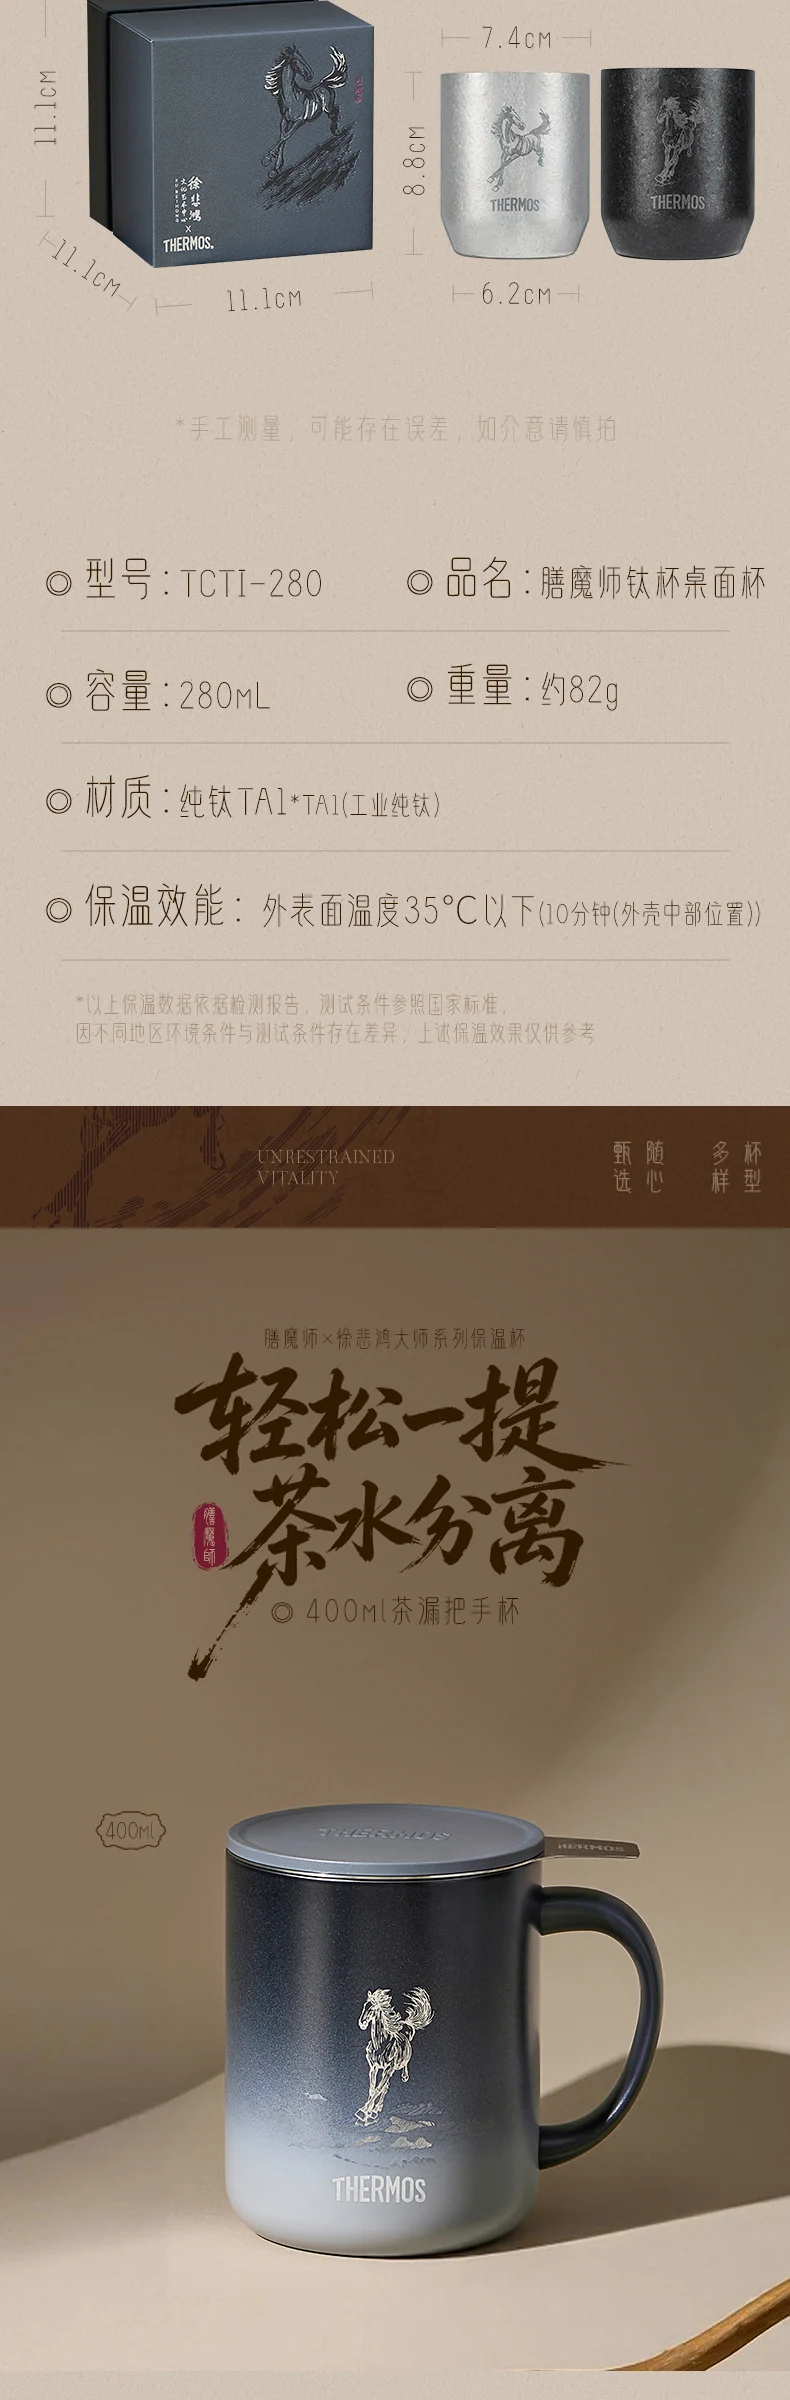 11.1cm
11.1cm
11.1cm
徐悲鸿
文化艺术中心
×
THERMOS
7.4cm
8.8cm
6.2cm
THERMOS
THERMOS
*手工测量，可能存在误差，如介意请慎拍
型号：TCTI-280
品名：膳魔师钛杯桌面杯
容量：280mL
重量：约82g
材质：纯钛TA1*TA1(工业纯钛)
保温效能：外表面温度35℃以下(10分钟(外壳中部位置))
*以上保温数据依据检测报告，测试条件参照国家标准，
因不同地区环境条件与测试条件存在差异，上述保温效果仅供参考
UNRESTRAINED
VITALITY
杯型
多样
随心
甄选
膳魔师×徐悲鸿大师系列保温杯
轻松一提
茶水分离
膳魔師
400ml茶漏把手杯
400ml
THERMOS
HERMOS
THERMOS